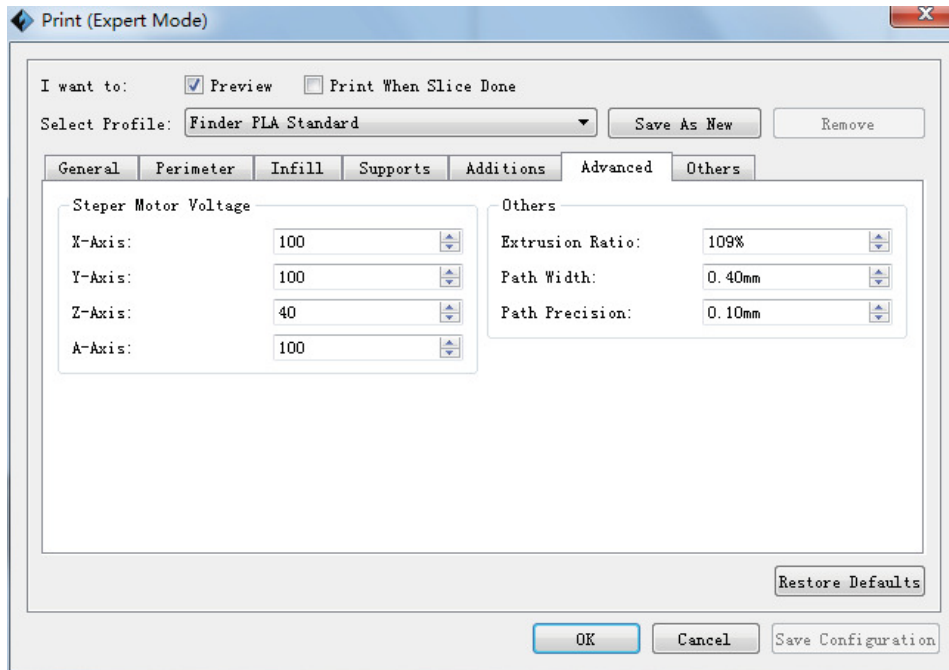 Print (Expert Mode)
I want to: Preview Print When Slice Done
Select Profile: Finder PLA Standard Save As New Remove
General Perimeter Infill Supports Additions Advanced Others
Steper Motor Voltage
X-Axis: 100
Y-Axis: 100
Z-Axis: 40
A-Axis: 100
Others
Extrusion Ratio: 109%
Path Width: 0.40mm
Path Precision: 0.10mm
Restore Defaults
OK Cancel Save Configuration